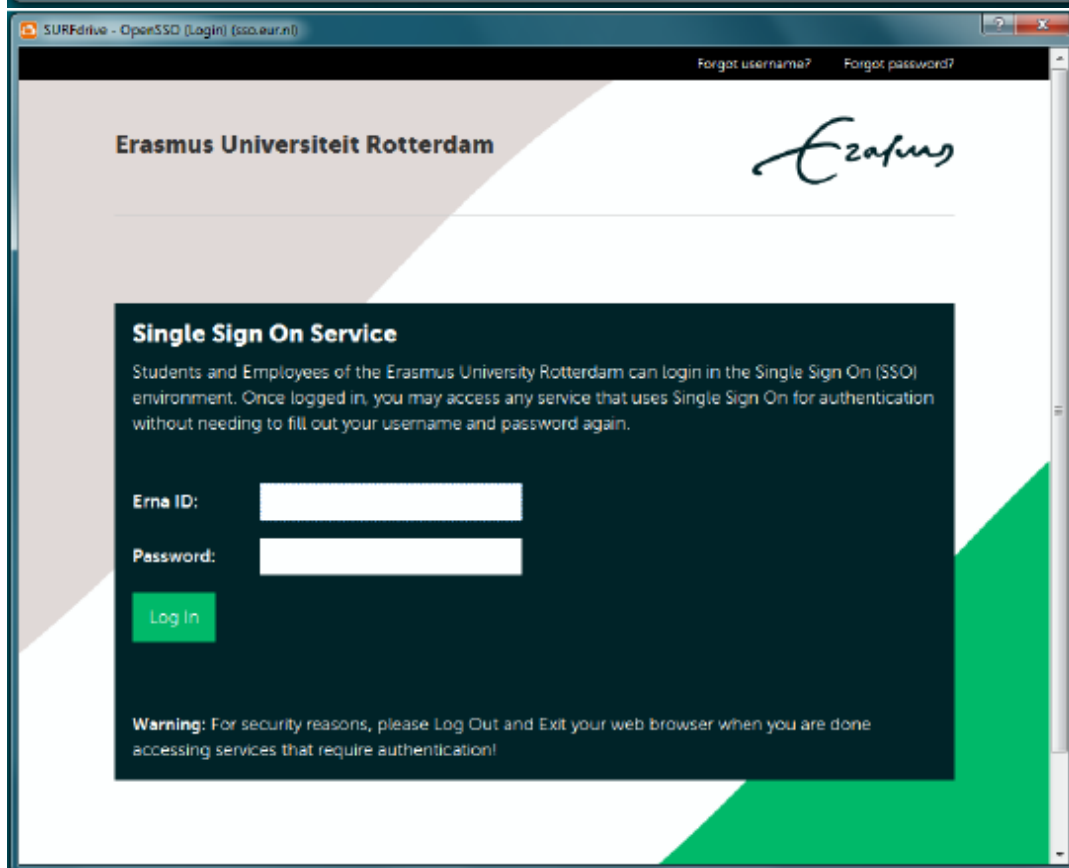 SURFdrive - OpenSSO (Login) (sso.eur.nl)
Forgot username? Forgot password?
Erasmus Universiteit Rotterdam
Erasmus
Single Sign On Service
Students and Employees of the Erasmus University Rotterdam can login in the Single Sign On (SSO)
environment. Once logged in, you may access any service that uses Single Sign On for authentication
without needing to fill out your username and password again.
Erna ID:
Password:
Log In
Warning: For security reasons, please Log Out and Exit your web browser when you are done
accessing services that require authentication!